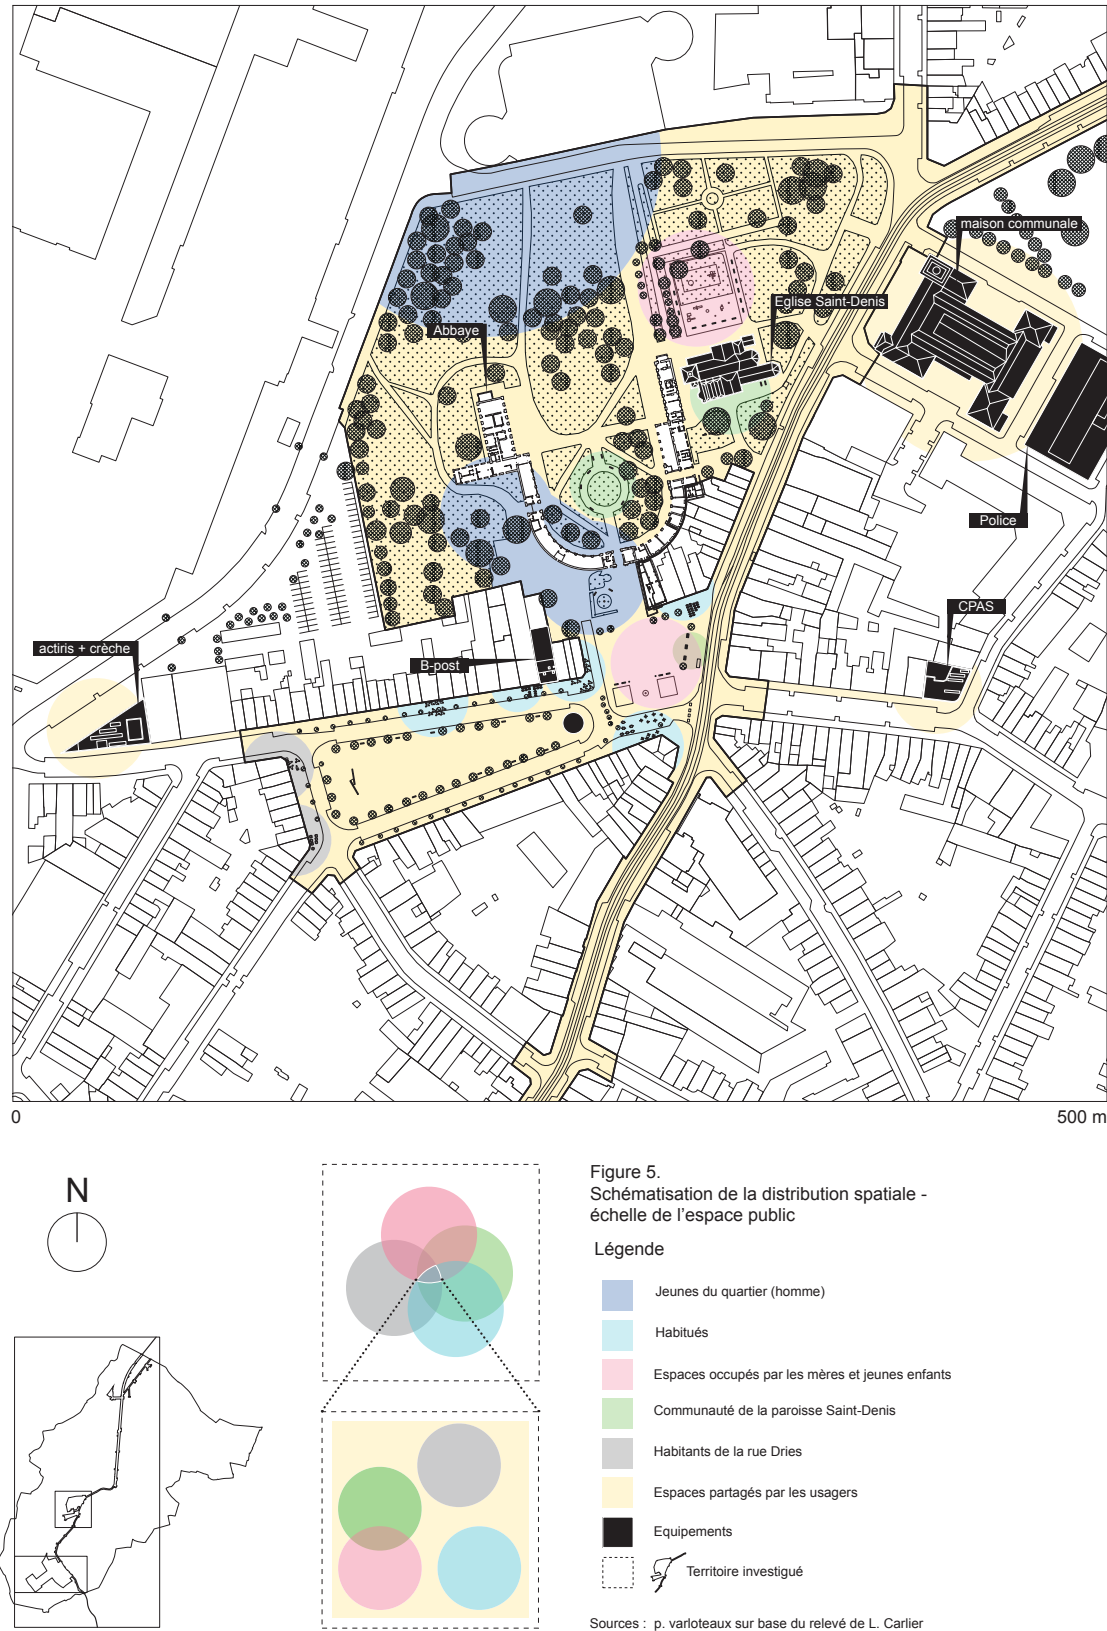 maison communale
Eglise Saint-Denis
Abbaye
Police
CPAS
actiris + crèche
B-post
0
500 m
N
Figure 5.
Schématisation de la distribution spatiale -
échelle de l'espace public
Légende
Jeunes du quartier (homme)
Habitués
Espaces occupés par les mères et jeunes enfants
Communauté de la paroisse Saint-Denis
Habitants de la rue Dries
Espaces partagés par les usagers
Equipements
Territoire investigué
Sources : p. varloteaux sur base du relevé de L. Carlier